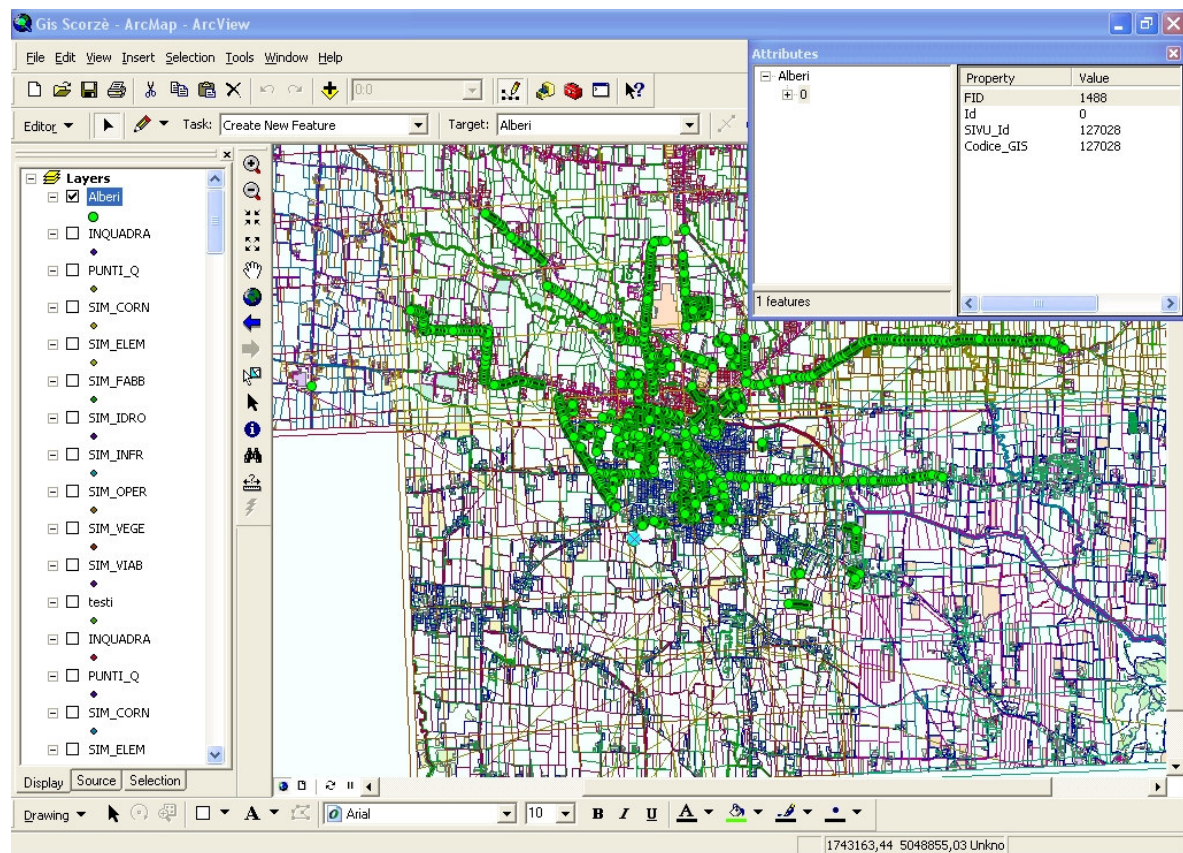 Gis Scorzè - ArcMap - ArcView
File Edit View Insert Selection Tools Window Help
0:0
Editor Task: Create New Feature Target: Alberi
Attributes
Alberi
0
1 features
Property Value
FID 1488
Id 0
SIVU_Id 127028
Codice_GIS 127028
Layers
Alberi
INQUADRA
PUNTI_Q
SIM_CORN
SIM_ELEM
SIM_FABB
SIM_IDRO
SIM_INFR
SIM_OPER
SIM_VEGE
SIM_VIAB
testi
INQUADRA
PUNTI_Q
SIM_CORN
SIM_ELEM
Display Source Selection
Drawing A Arial 10 B I U A
1743163,44 5048855,03 Unkno